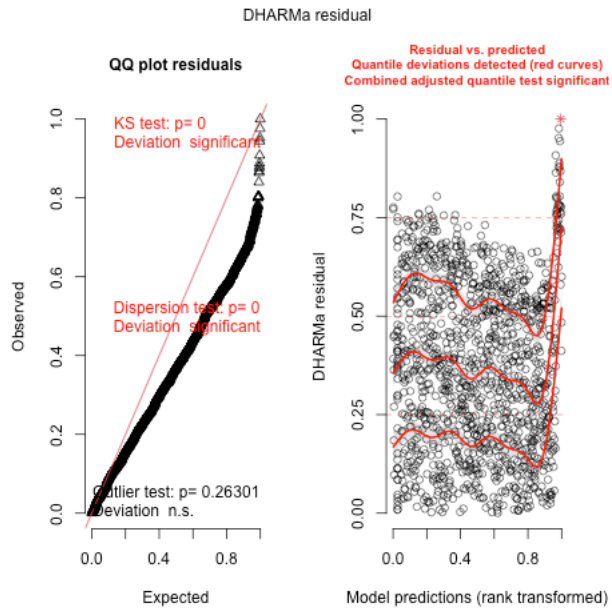 DHARMa residual
QQ plot residuals
KS test: p= 0
Deviation significant
Dispersion test: p= 0
Deviation significant
Outlier test: p= 0.26301
Deviation n.s.
Observed
0.0
0.2
0.4
0.6
0.8
1.0
0.0
0.4
0.8
Expected
Residual vs. predicted
Quantile deviations detected (red curves)
Combined adjusted quantile test significant
DHARMa residual
0.00
0.25
0.50
0.75
1.00
0.0
0.4
0.8
Model predictions (rank transformed)